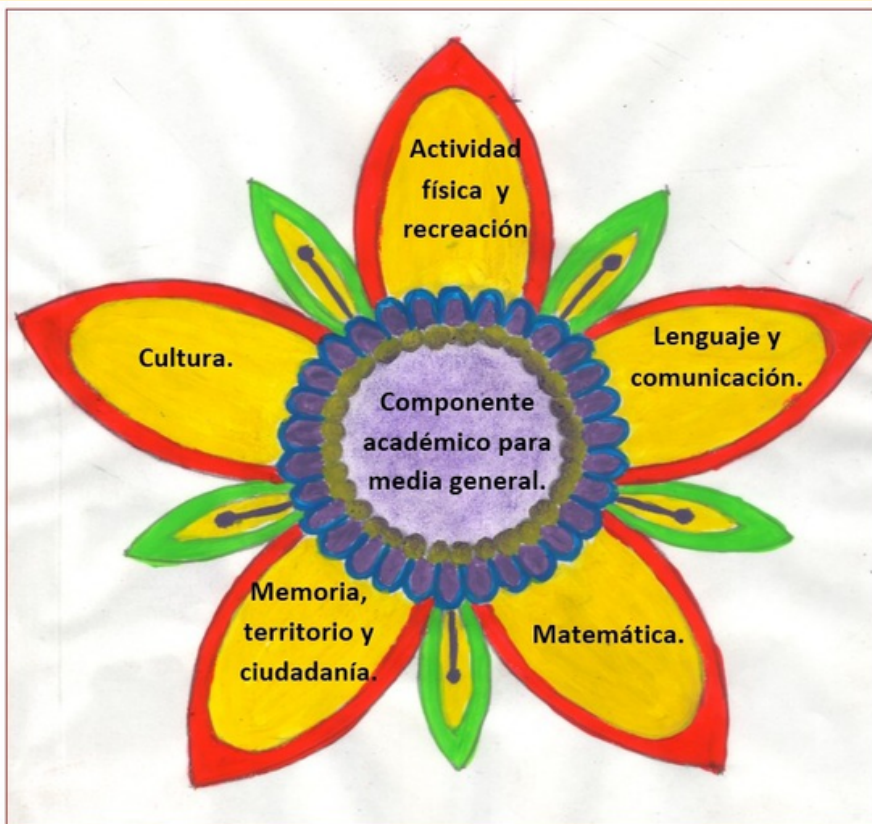 Actividad
física y
recreación
Lenguaje y
comunicación.
Cultura.
Componente
académico para
media general.
Memoria,
territorio y
ciudadanía.
Matemática.